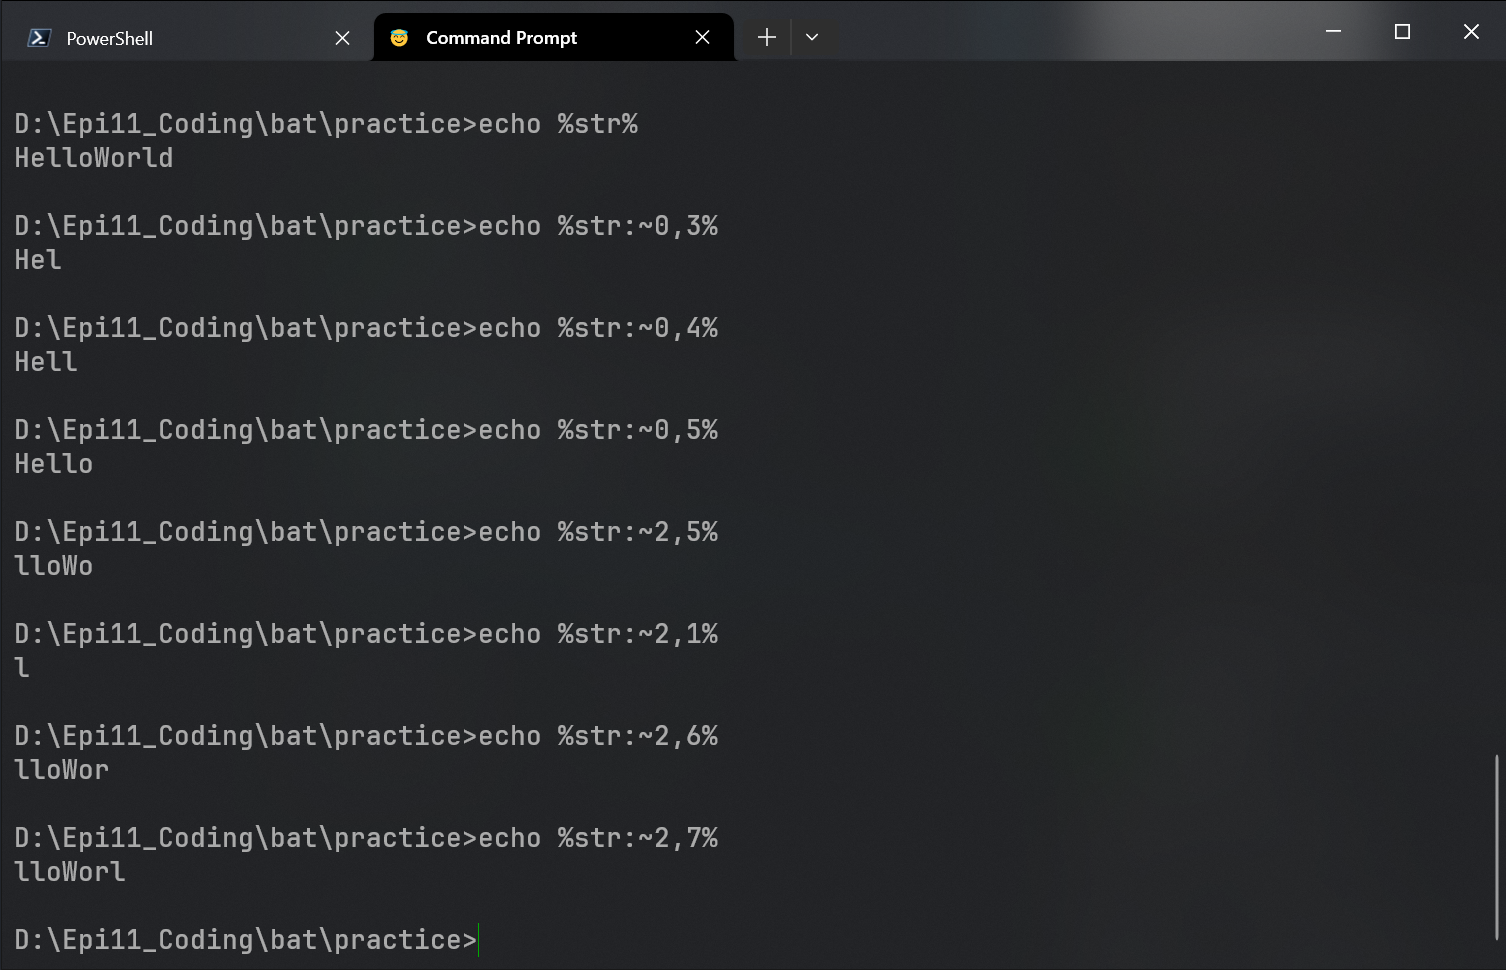 PowerShell
Command Prompt
D:\Epi11_Coding\bat\practice>echo %str%
HelloWorld
D:\Epi11_Coding\bat\practice>echo %str:~0,3%
Hel
D:\Epi11_Coding\bat\practice>echo %str:~0,4%
Hell
D:\Epi11_Coding\bat\practice>echo %str:~0,5%
Hello
D:\Epi11_Coding\bat\practice>echo %str:~2,5%
lloWo
D:\Epi11_Coding\bat\practice>echo %str:~2,1%
l
D:\Epi11_Coding\bat\practice>echo %str:~2,6%
lloWor
D:\Epi11_Coding\bat\practice>echo %str:~2,7%
lloWorl
D:\Epi11_Coding\bat\practice>